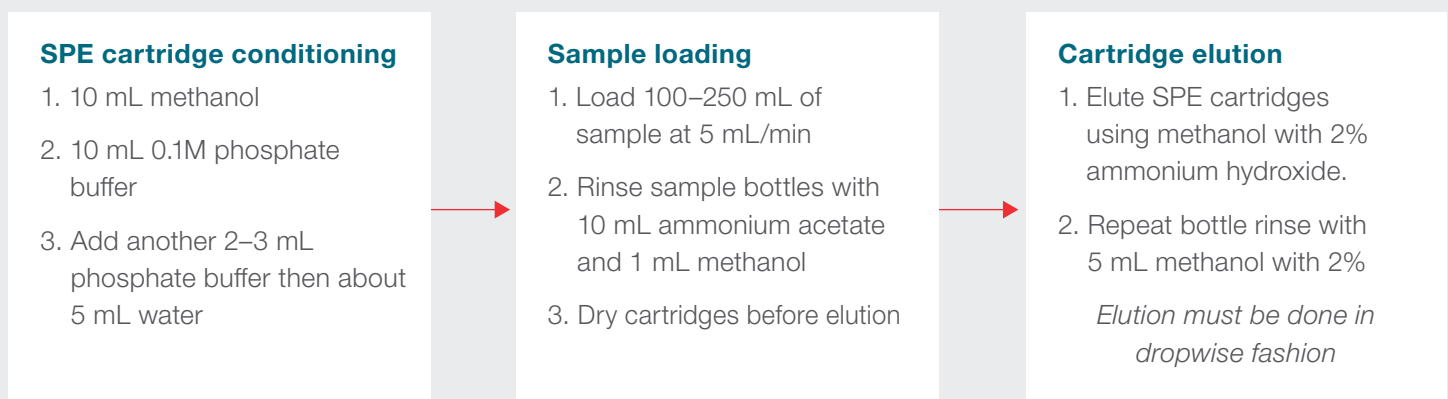 SPE cartridge conditioning
1. 10 mL methanol
2. 10 mL 0.1M phosphate
buffer
3. Add another 2–3 mL
phosphate buffer then about
5 mL water
Sample loading
1. Load 100–250 mL of
sample at 5 mL/min
2. Rinse sample bottles with
10 mL ammonium acetate
and 1 mL methanol
3. Dry cartridges before elution
Cartridge elution
1. Elute SPE cartridges
using methanol with 2%
ammonium hydroxide.
2. Repeat bottle rinse with
5 mL methanol with 2%
Elution must be done in
dropwise fashion